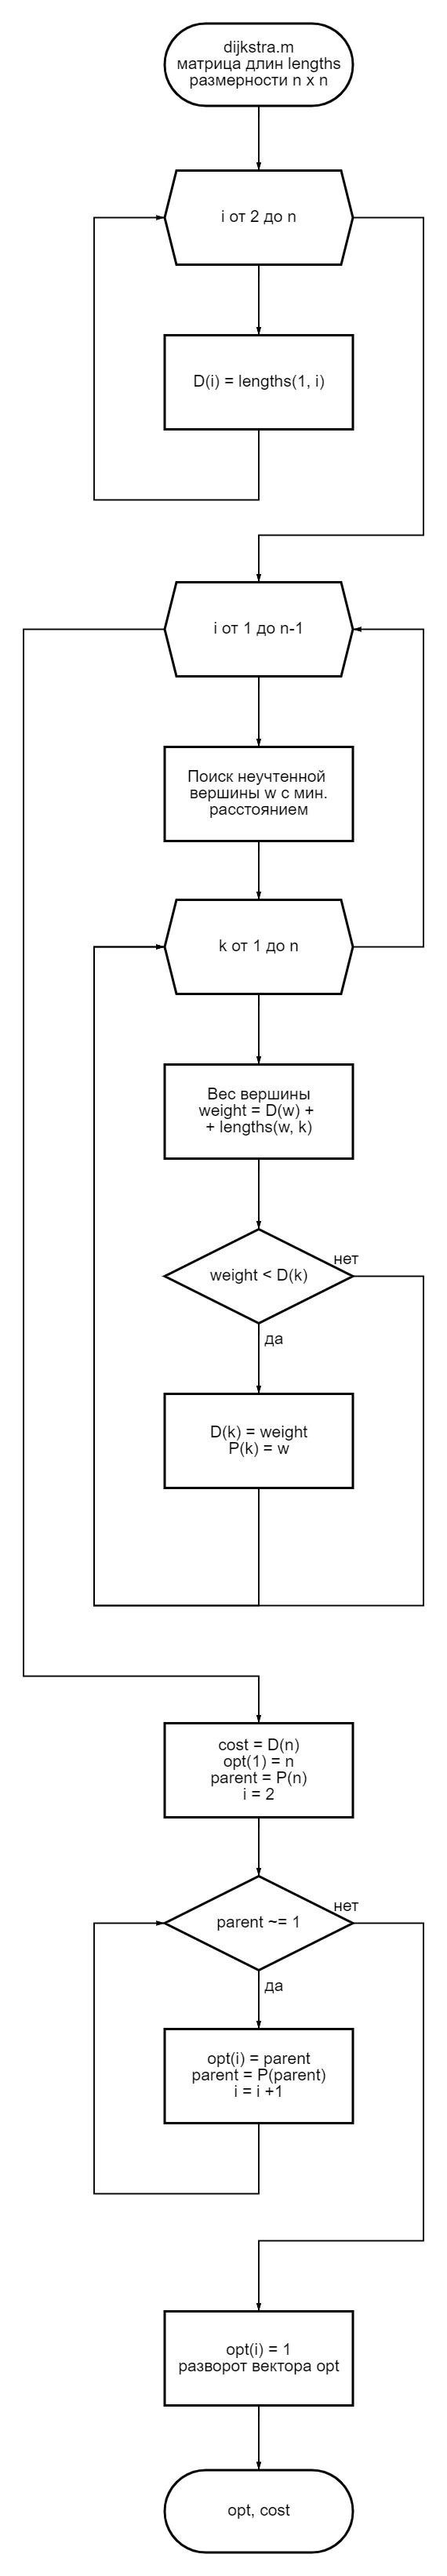 dijkstra.m
матрица длин lengths
размерности n x n
i от 2 до n
D(i) = lengths(1, i)
i от 1 до n-1
Поиск неучтенной
вершины w с мин.
расстоянием
k от 1 до n
Вес вершины
weight = D(w) +
+ lengths(w, k)
нет
weight < D(k)
да
D(k) = weight
P(k) = w
cost = D(n)
opt(1) = n
parent = P(n)
i = 2
нет
parent ~= 1
да
opt(i) = parent
parent = P(parent)
i = i +1
opt(i) = 1
разворот вектора opt
opt, cost